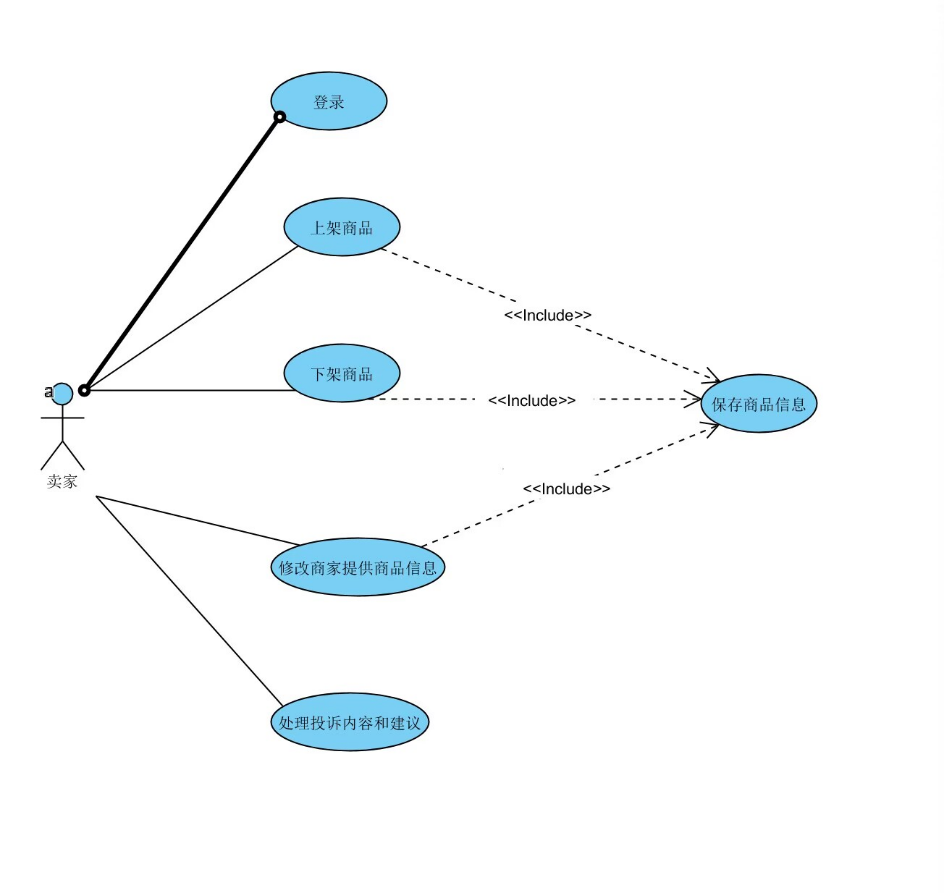 登录
上架商品
<<Include>>
下架商品
a
<<Include>>
保存商品信息
卖家
<<Include>>
修改商家提供商品信息
处理投诉内容和建议